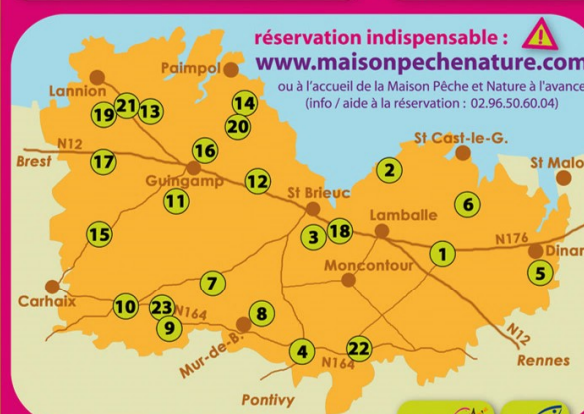 réservation indispensable :
www.maisonpechenature.com
ou à l'accueil de la Maison Pêche et Nature à l'avance
(info / aide à la réservation : 02.96.50.60.04)
Paimpol
Lannion
19 21 13
14
20
St Cast-le-G.
N12
Brest
17
16
Guingamp
12
2
St Malo
11
St Brieuc
6
Lamballe
15
3 18
N176
1
Dinan
5
Moncontour
Carhaix
7
10 23 N164
9
8
Mur-de-B.
4
22
N164
N12
Rennes
Pontivy